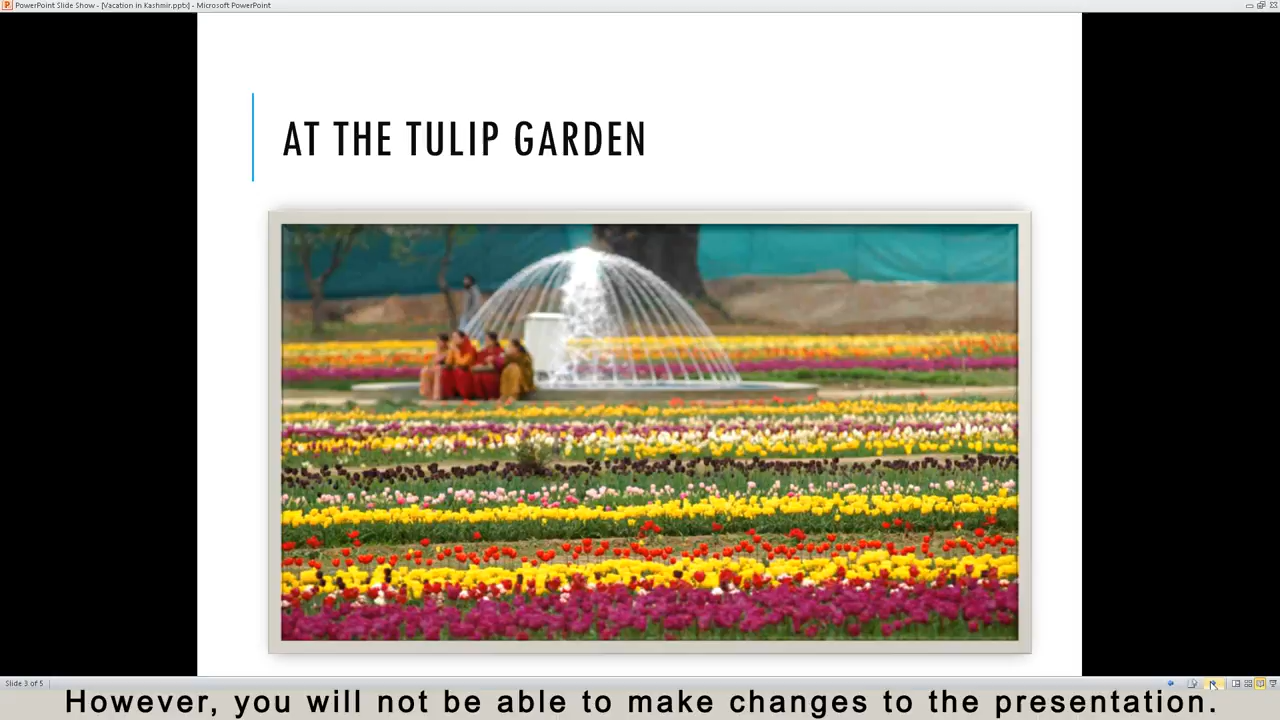 PowerPoint Slide Show - [Vacation in Kashmir.pptx] - Microsoft PowerPoint
AT THE TULIP GARDEN
Slide 3 of 5
However, you will not be able to make changes to the presentation.